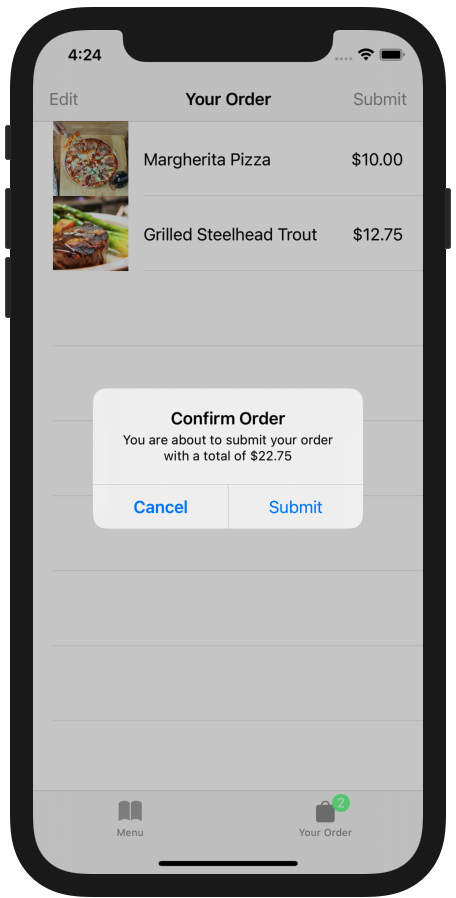 4:24
Edit Your Order Submit
Margherita Pizza $10.00
Grilled Steelhead Trout $12.75
Confirm Order
You are about to submit your order
with a total of $22.75
Cancel Submit
2
Menu Your Order